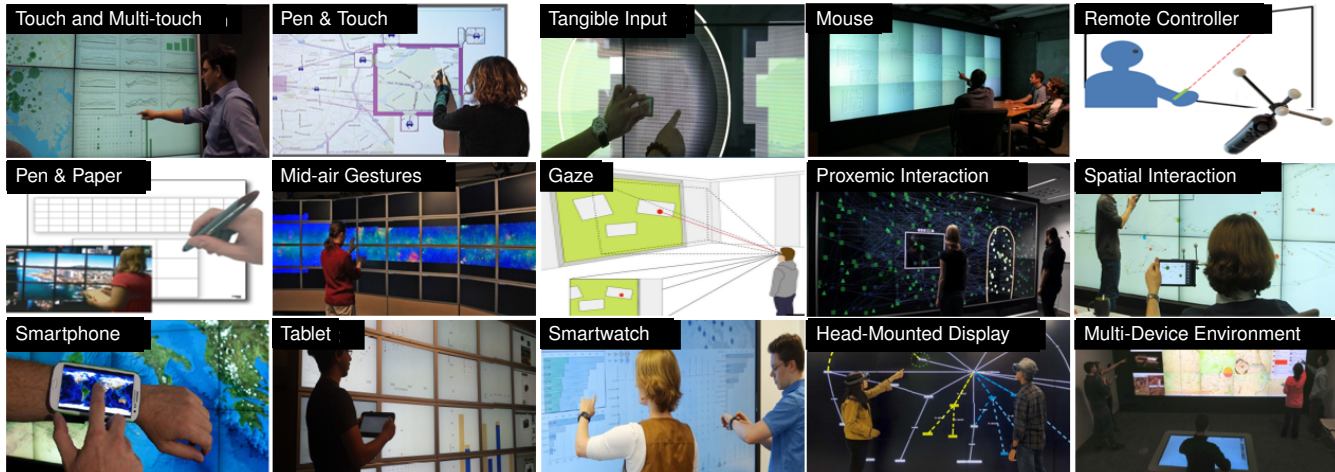 Touch and Multi-touch
Pen & Touch
Tangible Input
Mouse
Remote Controller
Pen & Paper
Mid-air Gestures
Gaze
Proxemic Interaction
Spatial Interaction
Smartphone
Tablet
Smartwatch
Head-Mounted Display
Multi-Device Environment